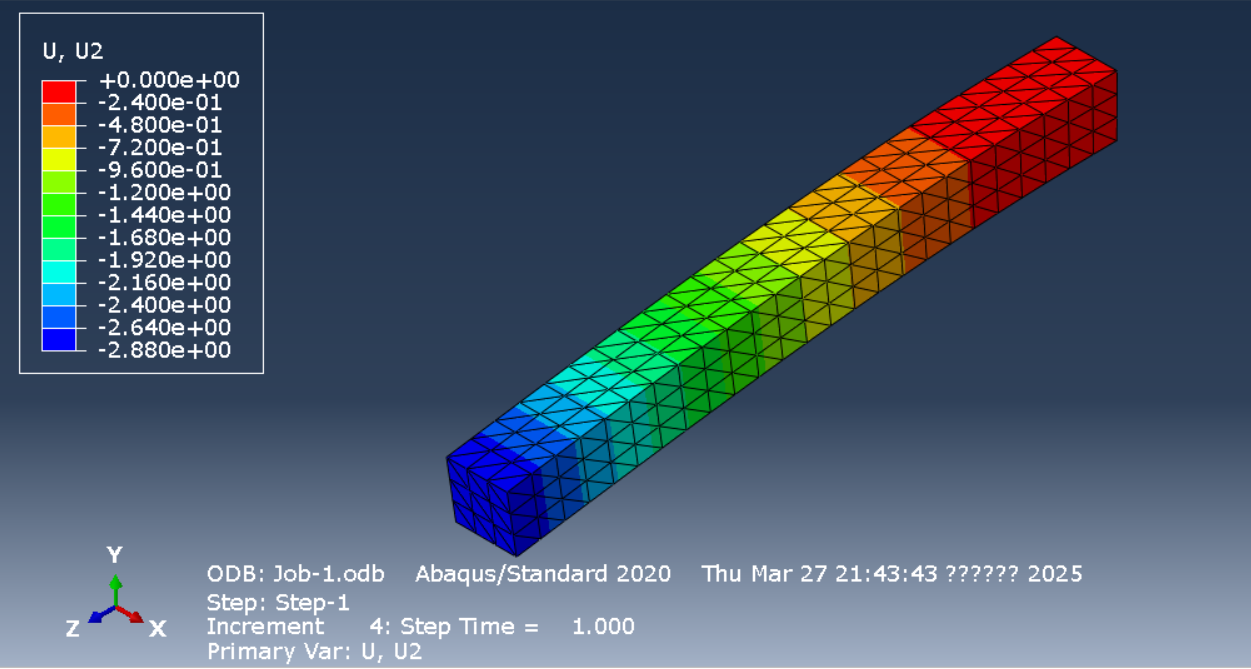 U, U2
+0.000e+00
-2.400e-01
-4.800e-01
-7.200e-01
-9.600e-01
-1.200e+00
-1.440e+00
-1.680e+00
-1.920e+00
-2.160e+00
-2.400e+00
-2.640e+00
-2.880e+00
Y
Z X
ODB: Job-1.odb Abaqus/Standard 2020 Thu Mar 27 21:43:43 ?????? 2025
Step: Step-1
Increment 4: Step Time = 1.000
Primary Var: U, U2